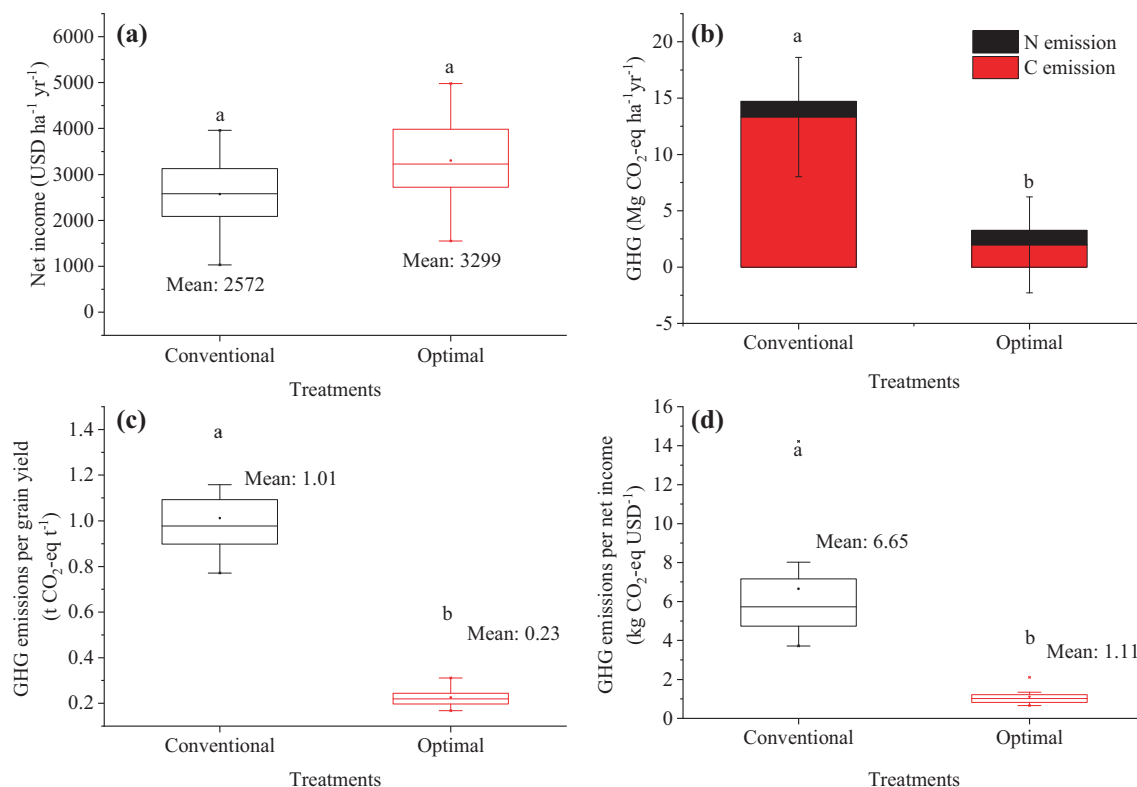 (a)
6000
5000
4000
3000
2000
1000
0
Net income (USD ha⁻¹ yr⁻¹)
a
a
Mean: 2572
Mean: 3299
Conventional
Optimal
Treatments
(b)
20
15
10
5
0
-5
GHG (Mg CO₂-eq ha⁻¹yr⁻¹)
N emission
C emission
a
b
Conventional
Optimal
Treatments
(c)
1.4
1.2
1.0
0.8
0.6
0.4
0.2
GHG emissions per grain yield
(t CO₂-eq t⁻¹)
a
Mean: 1.01
b
Mean: 0.23
Conventional
Optimal
Treatments
(d)
16
14
12
10
8
6
4
2
0
GHG emissions per net income
(kg CO₂-eq USD⁻¹)
a
Mean: 6.65
b
Mean: 1.11
Conventional
Optimal
Treatments